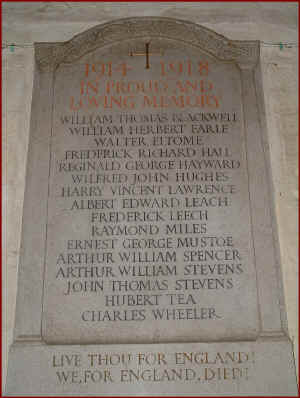 1914 1918
IN PROUD AND
LOVING MEMORY
WILLIAM THOMAS BLACKWELL
WILLIAM HERBERT EARLE
WALTER ELTOME
FREDERICK RICHARD HALL
REGINALD GEORGE HAYWARD
WILFRED JOHN HUGHES
HARRY VINCENT LAWRENCE
ALBERT EDWARD LEACH
FREDERICK LEECH
RAYMOND MILES
ERNEST GEORGE MUSTOE
ARTHUR WILLIAM SPENCER
ARTHUR WILLIAM STEVENS
JOHN THOMAS STEVENS
HUBERT TEA
CHARLES WHEELER
LIVE THOU FOR ENGLAND!
WE, FOR ENGLAND, DIED!